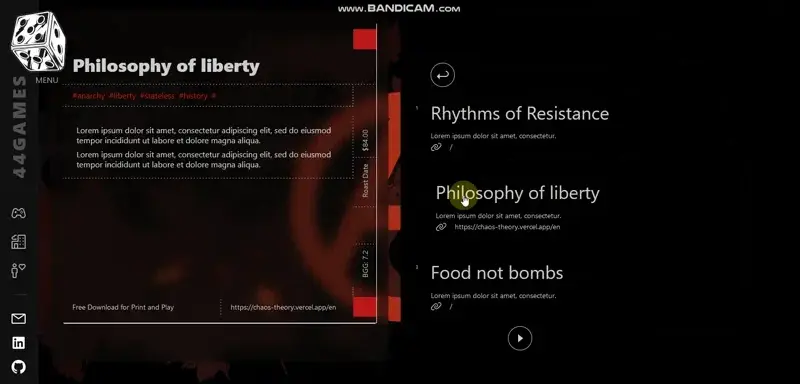 www.BANDICAM.com
MENU
44GAMES
Philosophy of liberty
#anarchy #liberty #stateless #history #
Lorem ipsum dolor sit amet, consectetur adipiscing elit, sed do eiusmod
tempor incididunt ut labore et dolore magna aliqua.
Lorem ipsum dolor sit amet, consectetur adipiscing elit, sed do eiusmod
tempor incididunt ut labore et dolore magna aliqua.
$84.00
Roast Date
BGG: 7.2
Free Download for Print and Play
https://chaos-theory.vercel.app/en
Rhythms of Resistance
Lorem ipsum dolor sit amet, consectetur.
/
Philosophy of liberty
Lorem ipsum dolor sit amet, consectetur.
https://chaos-theory.vercel.app/en
Food not bombs
Lorem ipsum dolor sit amet, consectetur.
/